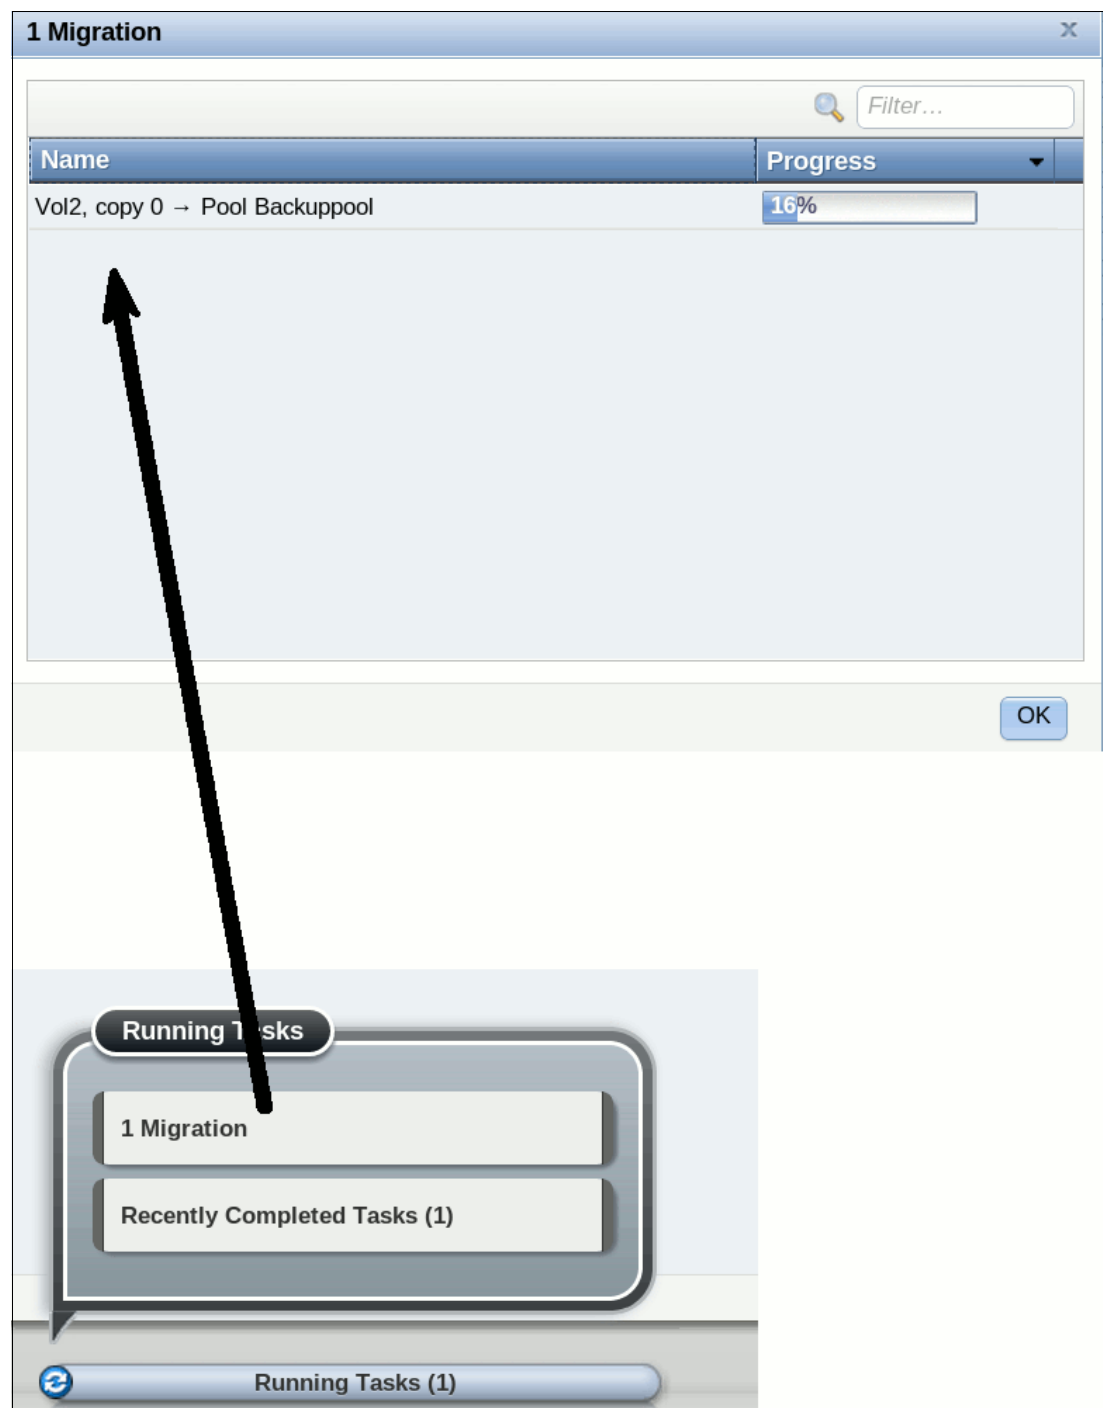 1 Migration
x
Filter...
Name Progress
Vol2, copy 0 → Pool Backuppool 16%
OK
Running Tasks
1 Migration
Recently Completed Tasks (1)
Running Tasks (1)